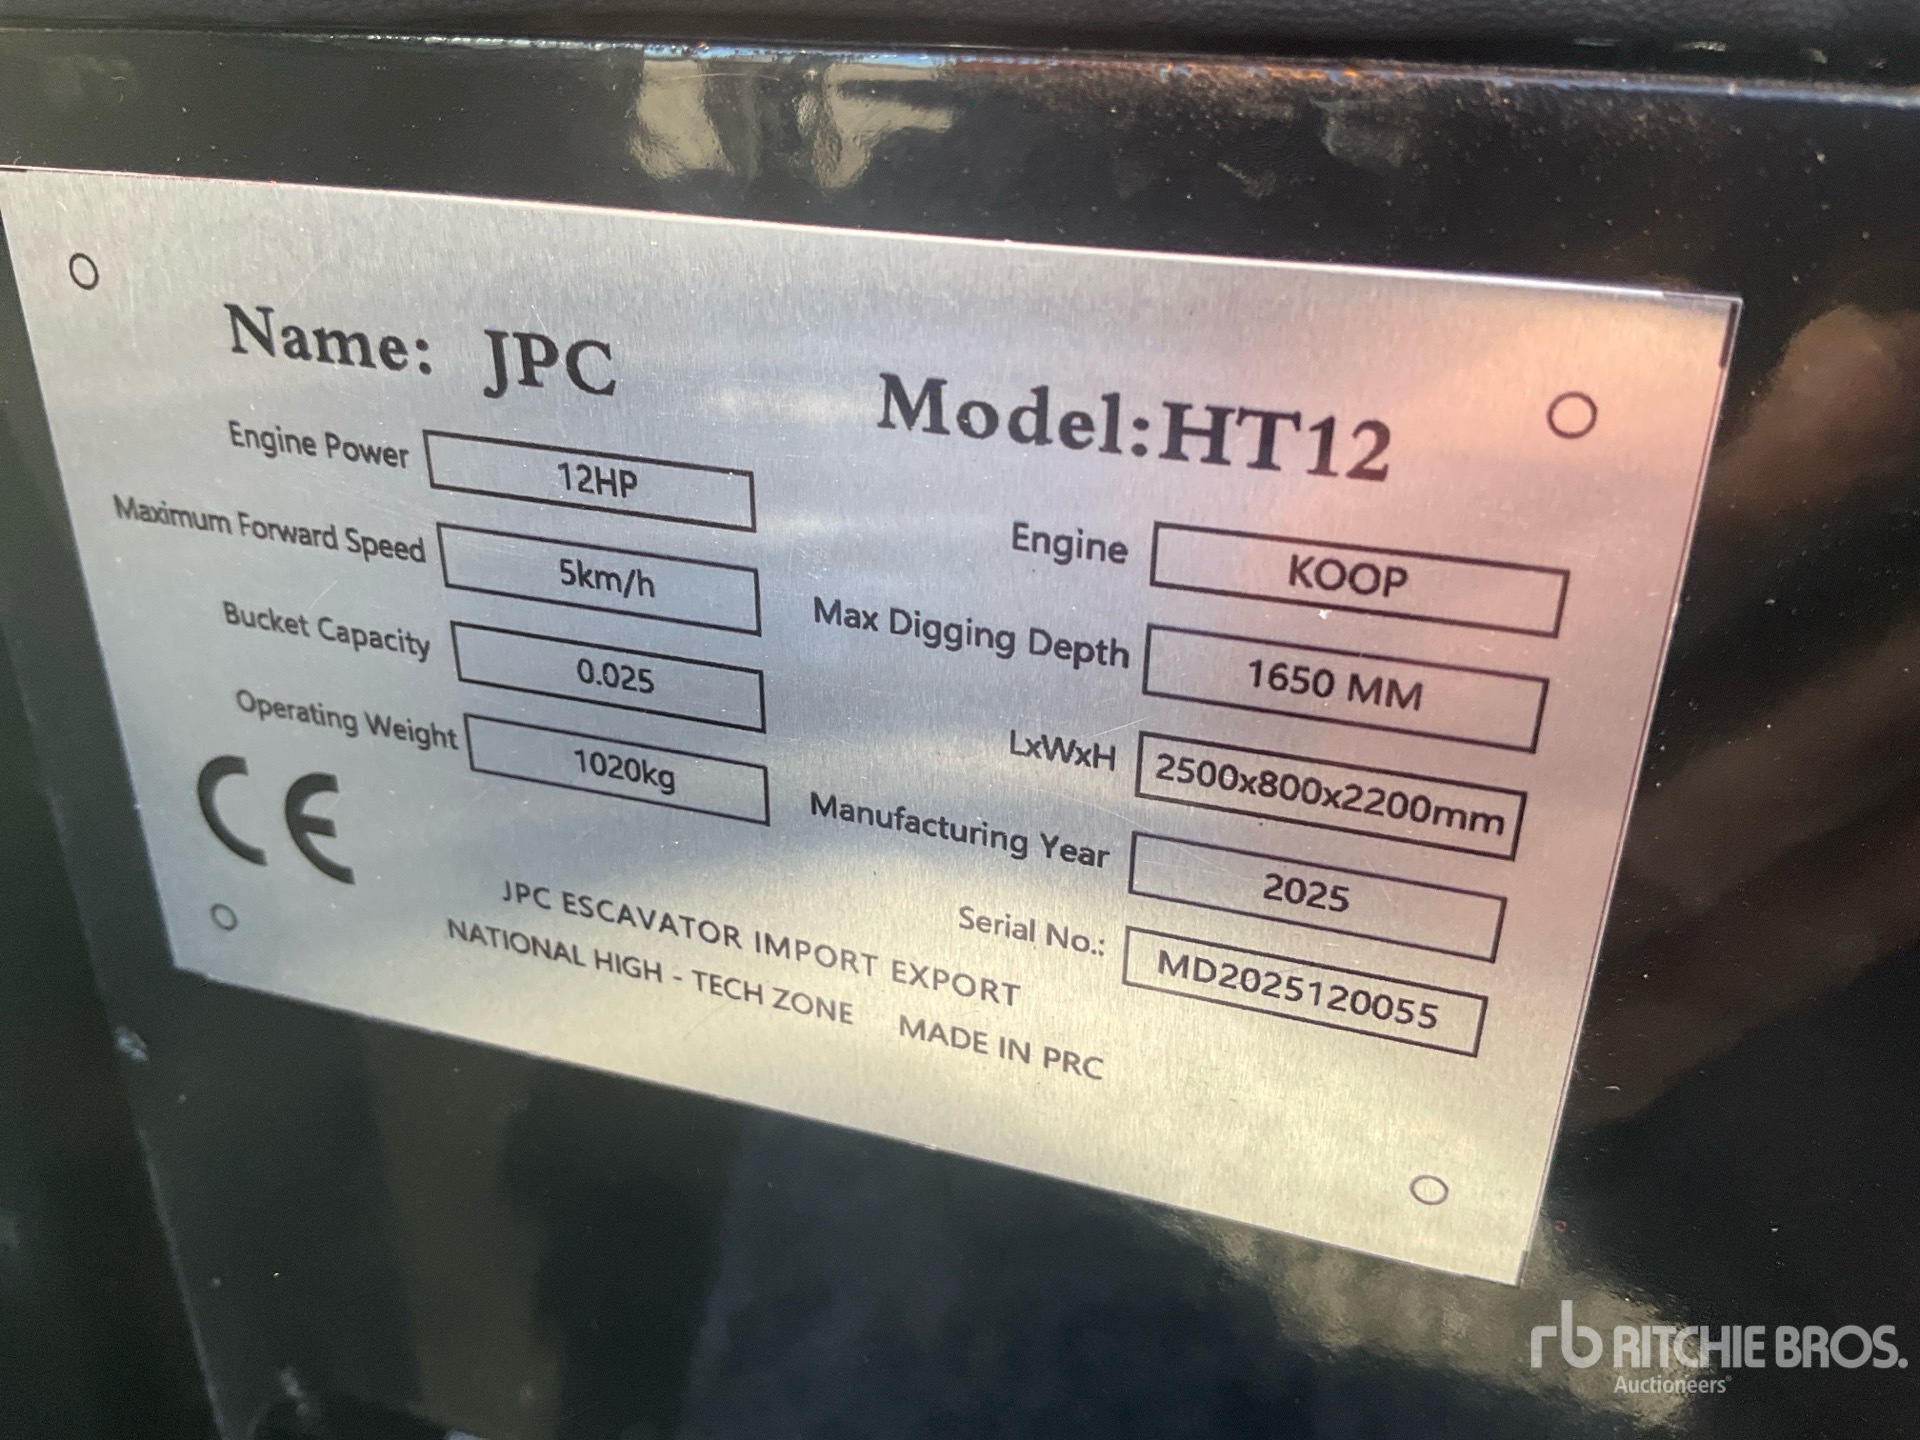 Name: JPC
Model:HT12
Engine Power 12HP
Maximum Forward Speed 5km/h
Bucket Capacity 0.025
Operating Weight 1020kg
Engine KOOP
Max Digging Depth 1650 MM
LxWxH 2500x800x2200mm
Manufacturing Year 2025
Serial No.: MD2025120055
CE
JPC ESCAVATOR IMPORT EXPORT
NATIONAL HIGH - TECH ZONE MADE IN PRC
rb RITCHIE BROS.
Auctioneers®